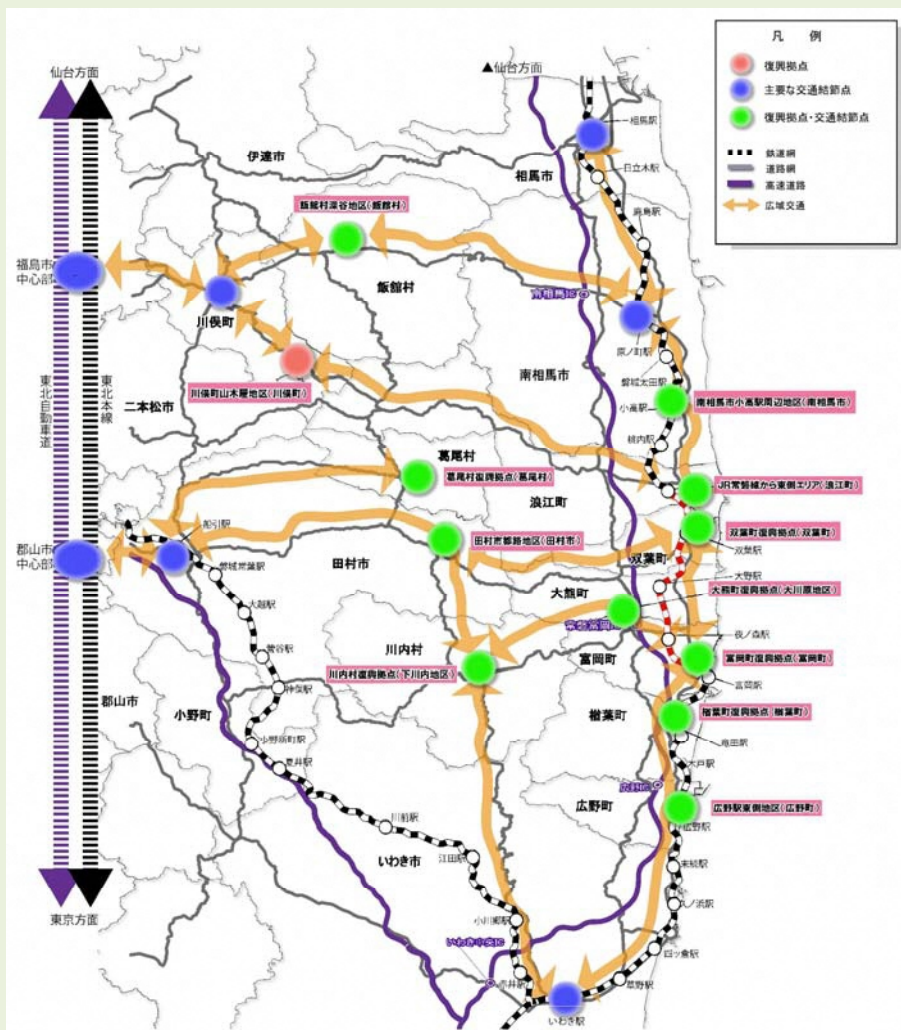 凡 例
復興拠点
主要な交通結節点
復興拠点・交通結節点
鉄道網
道路網
高速道路
広域交通
仙台方面
▲仙台方面
相馬駅
伊達市
相馬市
日立木駅
飯舘村深谷地区(飯舘村)
鹿島駅
福島市
中心部
飯舘村
南相馬IC
川俣町
原ノ町駅
磐城太田駅
南相馬市
川俣町山木屋地区(川俣町)
小高駅
南相馬市小高駅周辺地区(南相馬市)
東北自動車道
東北本線
二本松市
桃内駅
葛尾村
葛尾村復興拠点(葛尾村)
JR常磐線から東側エリア(浪江町)
浪江町
船引駅
双葉町復興拠点(双葉町)
田村市都路地区(田村市)
双葉町
双葉駅
郡山市
中心部
磐城常葉駅
田村市
大野駅
大熊町
大熊町復興拠点(大川原地区)
大越駅
常磐富岡IC
夜ノ森駅
菅谷駅
川内村
川内村復興拠点(下川内地区)
富岡町
富岡町復興拠点(富岡町)
神俣駅
富岡駅
郡山市
小野町
楢葉町
楢葉町復興拠点(楢葉町)
小野新町駅
竜田駅
夏井駅
木戸駅
広野IC
広野町
広野駅東側地区(広野町)
川前駅
広野駅
いわき市
江田駅
末続駅
久ノ浜駅
東京方面
小川郷駅
いわき中央IC
四ッ倉駅
赤井駅
草野駅
いわき駅